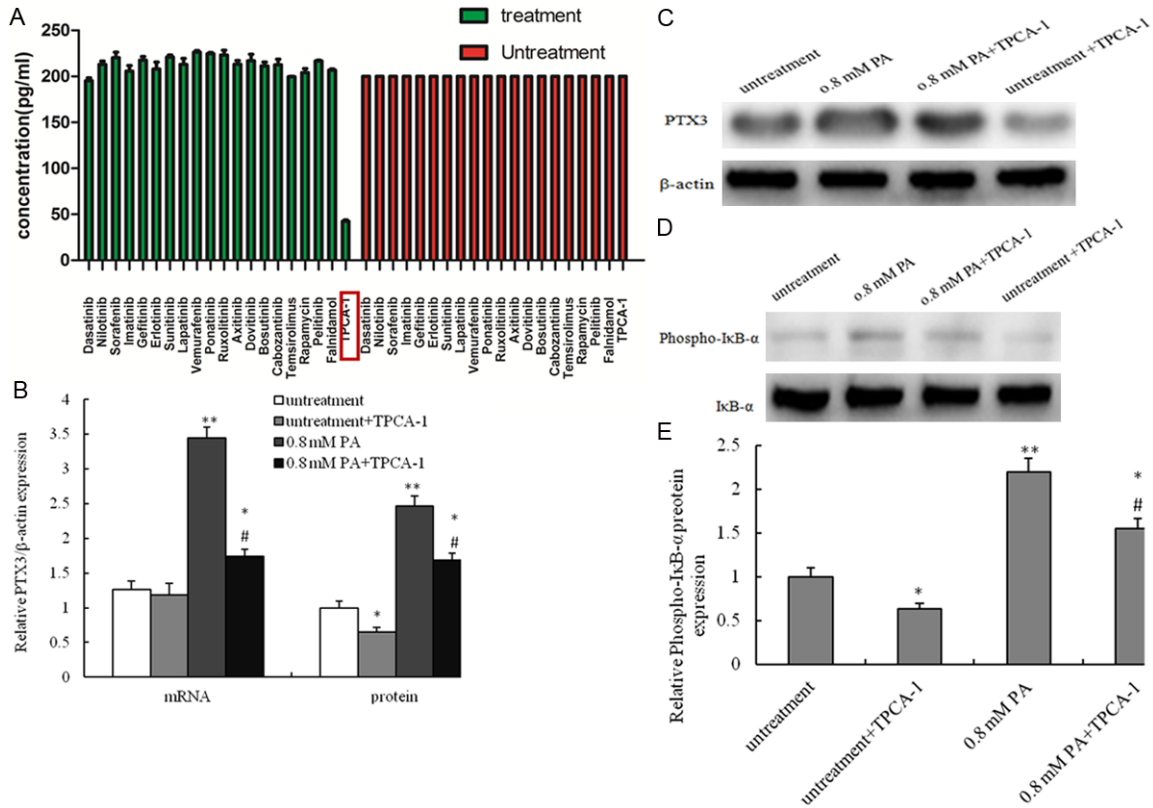 A
treatment
Untreatment
250
200
150
100
50
0
concentration(pg/ml)
Dasatinib
Nilotinib
Sorafenib
Imatinib
Gefitinib
Erlotinib
Sunitinib
Lapatinib
Vemurafenib
Ponatinib
Ruxolitinib
Axitinib
Dovitinib
Bosutinib
Cabozantinib
Temsirolimus
Rapamycin
Pelitinib
Falnidamol
TPCA-1
Dasatinib
Nilotinib
Sorafenib
Imatinib
Gefitinib
Erlotinib
Sunitinib
Lapatinib
Vemurafenib
Ponatinib
Ruxolitinib
Axitinib
Dovitinib
Bosutinib
Cabozantinib
Temsirolimus
Rapamycin
Pelitinib
Falnidamol
TPCA-1
B
4
3.5
3
2.5
2
1.5
1
0.5
0
Relative PTX3/β-actin expression
untreatment
untreatment+TPCA-1
0.8 mM PA
0.8 mM PA+TPCA-1
**
*
#
*
**
*
#
mRNA
protein
C
untreatment
o.8 mM PA
o.8 mM PA+TPCA-1
untreatment +TPCA-1
PTX3
β-actin
D
untreatment
o.8 mM PA
o.8 mM PA+TPCA-1
untreatment +TPCA-1
Phospho-IκB-α
IκB-α
E
2.5
2
1.5
1
0.5
0
Relative Phospho-IκB-α preotein
expression
*
**
*
#
untreatment
untreatment+TPCA-1
0.8 mM PA
0.8 mM PA+TPCA-1